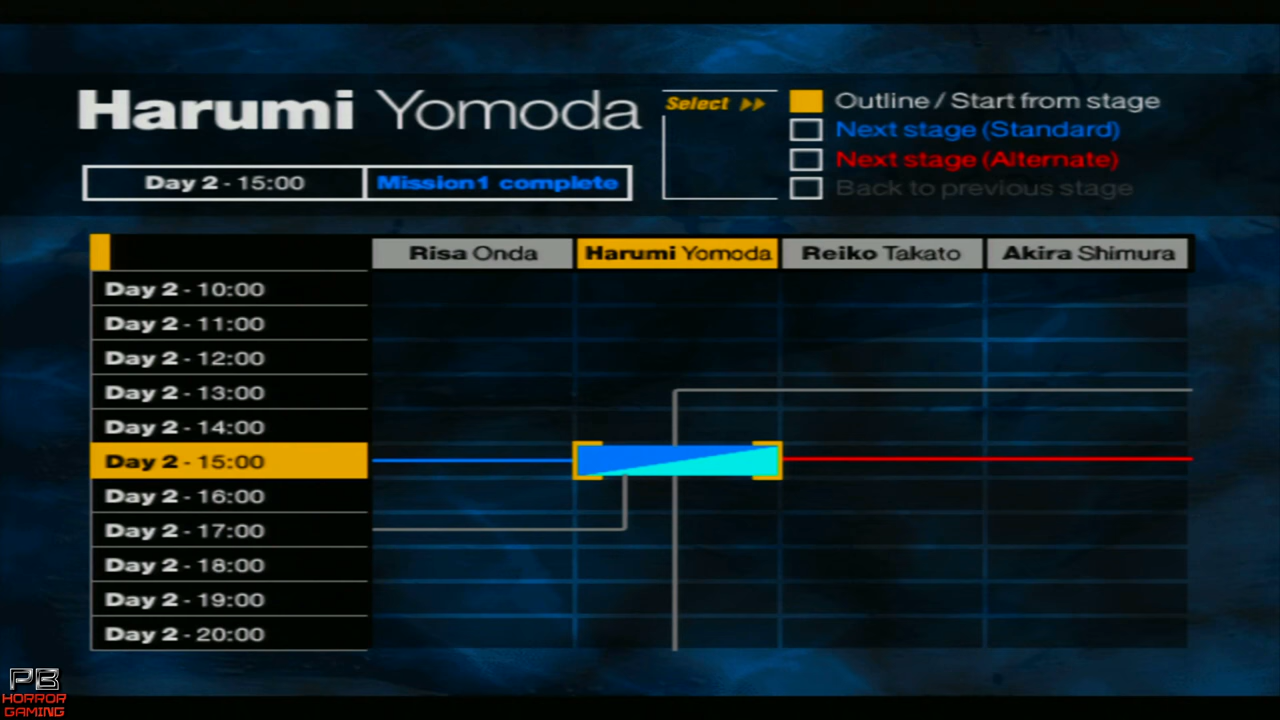 Harumi Yomoda
Select
Outline / Start from stage
Next stage (Standard)
Next stage (Alternate)
Back to previous stage
Day 2 - 15:00
Mission1 complete
Risa Onda
Harumi Yomoda
Reiko Takato
Akira Shimura
Day 2 - 10:00
Day 2 - 11:00
Day 2 - 12:00
Day 2 - 13:00
Day 2 - 14:00
Day 2 - 15:00
Day 2 - 16:00
Day 2 - 17:00
Day 2 - 18:00
Day 2 - 19:00
Day 2 - 20:00
PB
HORROR
GAMING